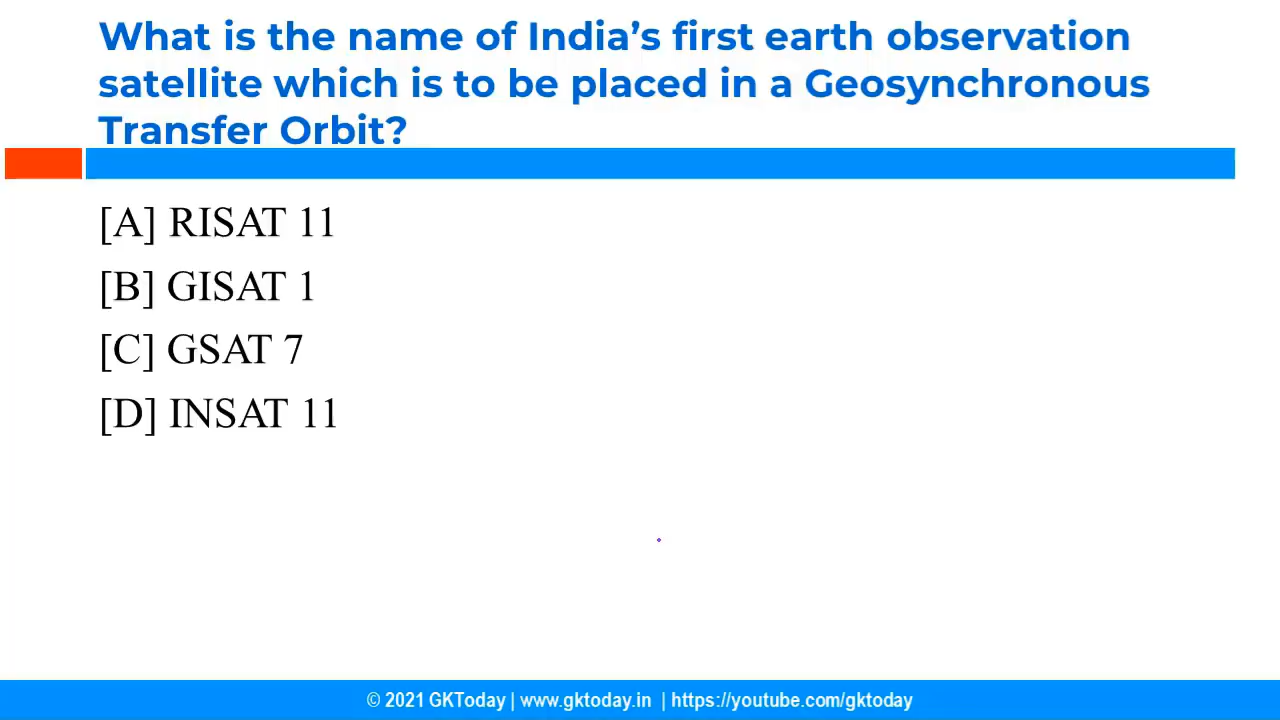 What is the name of India’s first earth observation
satellite which is to be placed in a Geosynchronous
Transfer Orbit?
[A] RISAT 11
[B] GISAT 1
[C] GSAT 7
[D] INSAT 11
© 2021 GKToday | www.gktoday.in | https://youtube.com/gktoday